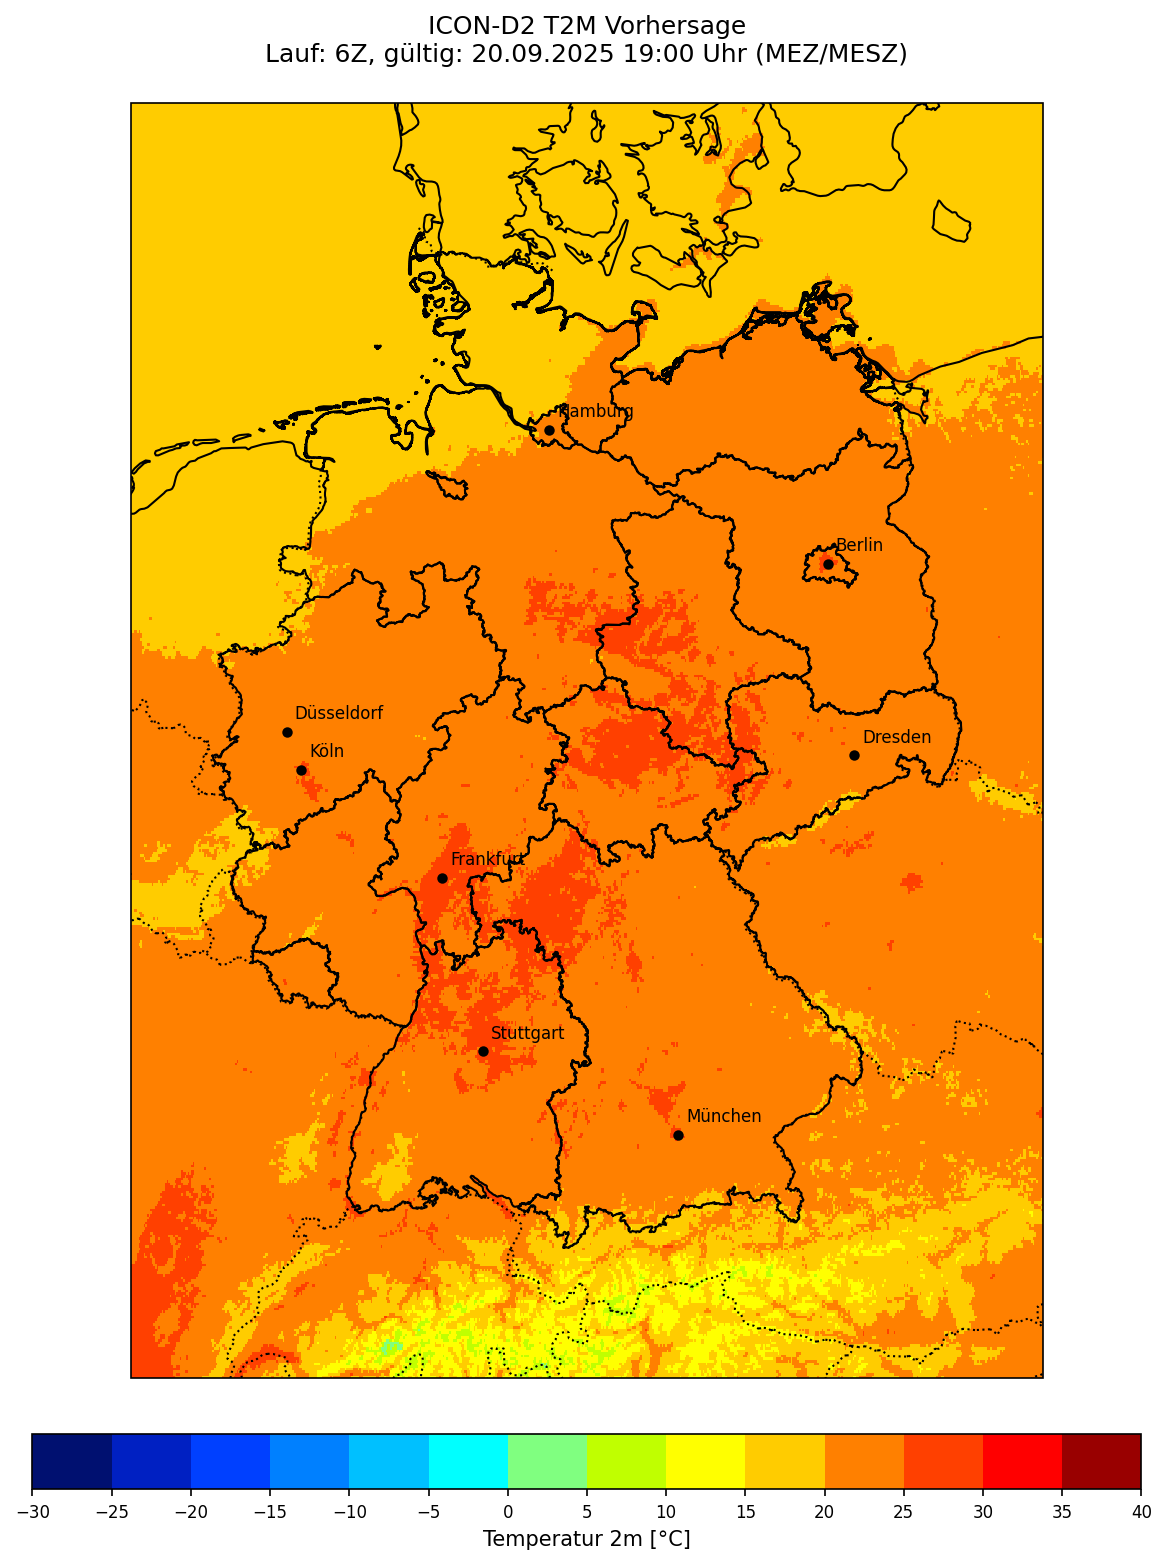 ICON-D2 T2M Vorhersage
Lauf: 6Z, gültig: 20.09.2025 19:00 Uhr (MEZ/MESZ)
Hamburg
Berlin
Düsseldorf
Dresden
Köln
Frankfurt
Stuttgart
München
−30 −25 −20 −15 −10 −5 0 5 10 15 20 25 30 35 40
Temperatur 2m [°C]